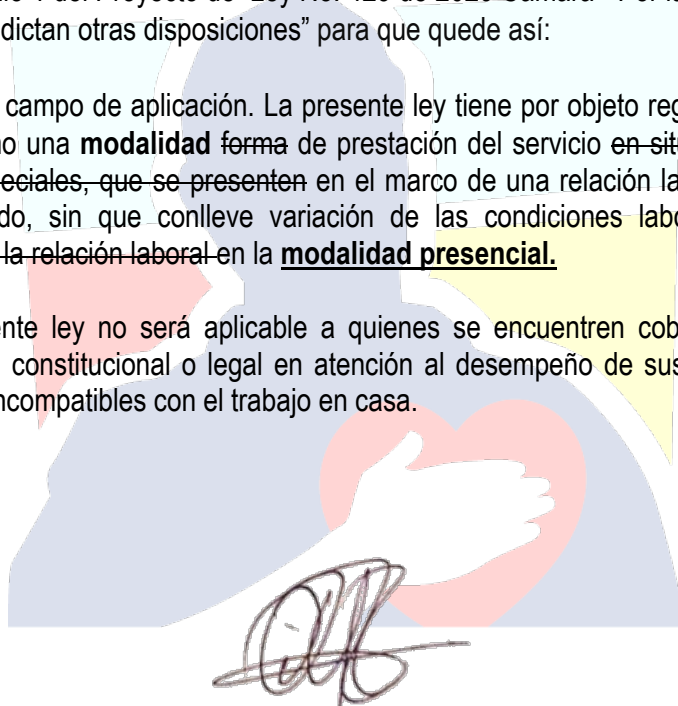 dictan otras disposiciones” para que quede así:
campo de aplicación. La presente ley tiene por objeto reg
no una modalidad forma de prestación del servicio en sit
eciales, que se presenten en el marco de una relación la
do, sin que conlleve variación de las condiciones labo
la relación laboral en la modalidad presencial.
ente ley no será aplicable a quienes se encuentren cob
constitucional o legal en atención al desempeño de sus
ncompatibles con el trabajo en casa.